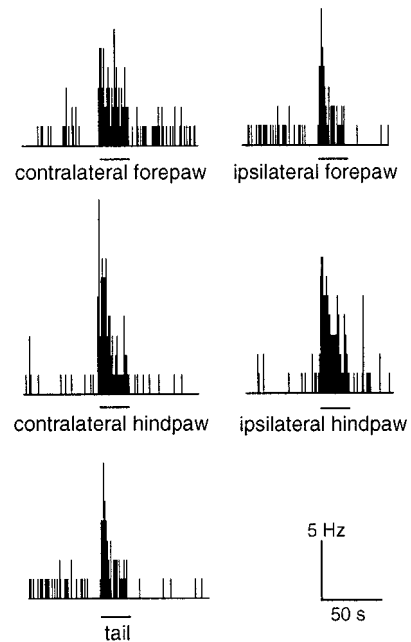 contralateral forepaw
ipsilateral forepaw
contralateral hindpaw
ipsilateral hindpaw
5 Hz
50 s
tail